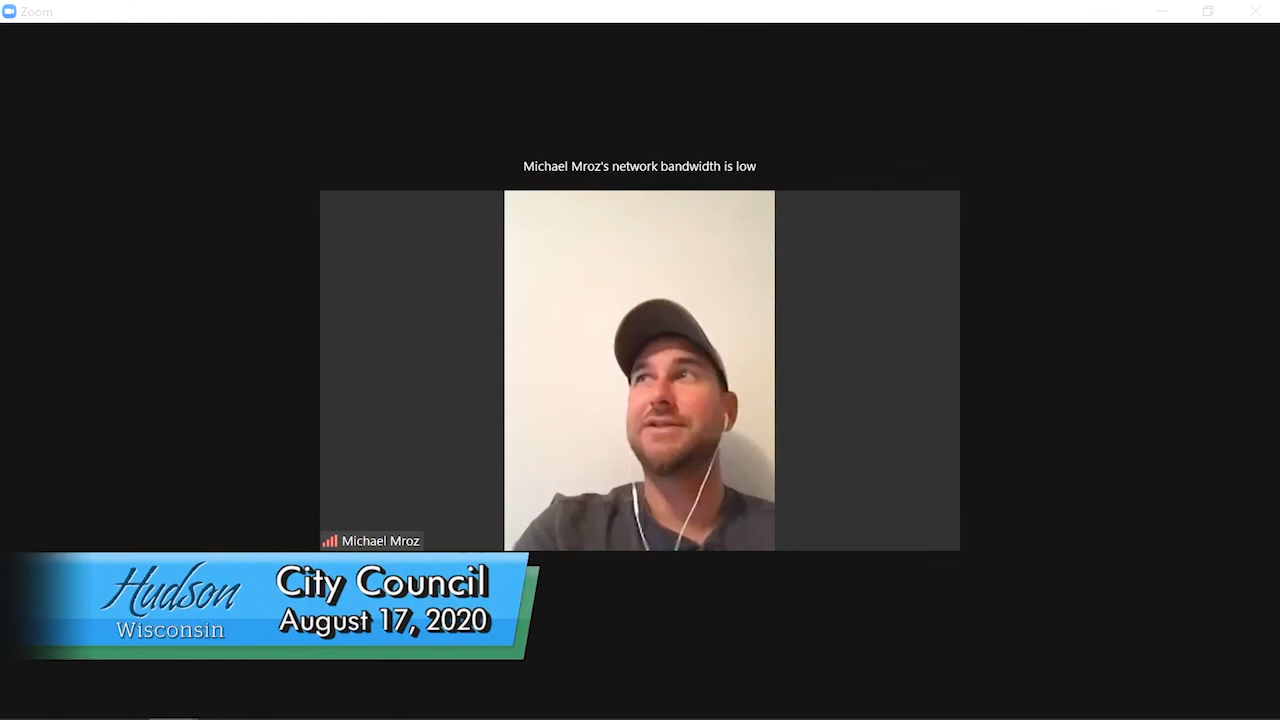 Zoom
Michael Mroz's network bandwidth is low
Michael Mroz
Hudson
Wisconsin
City Council
August 17, 2020